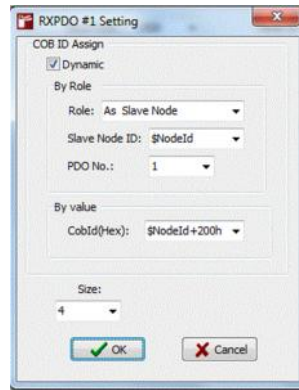 RXPDO #1 Setting
COB ID Assign
Dynamic
By Role
Role: As Slave Node
Slave Node ID: $NodeId
PDO No.: 1
By value
CobId(Hex): $NodeId+200h
Size:
4
OK Cancel